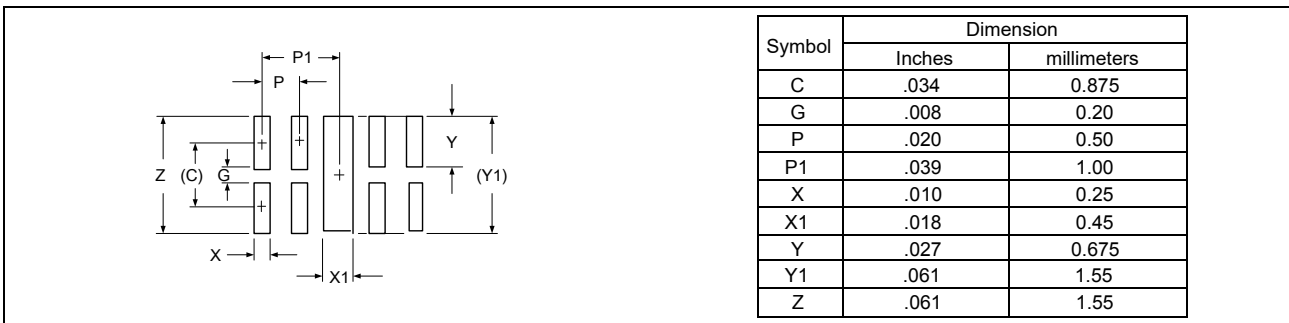 P1
P
Z (C) G Y (Y1)
X
X1
Symbol Dimension
Inches millimeters
C .034 0.875
G .008 0.20
P .020 0.50
P1 .039 1.00
X .010 0.25
X1 .018 0.45
Y .027 0.675
Y1 .061 1.55
Z .061 1.55